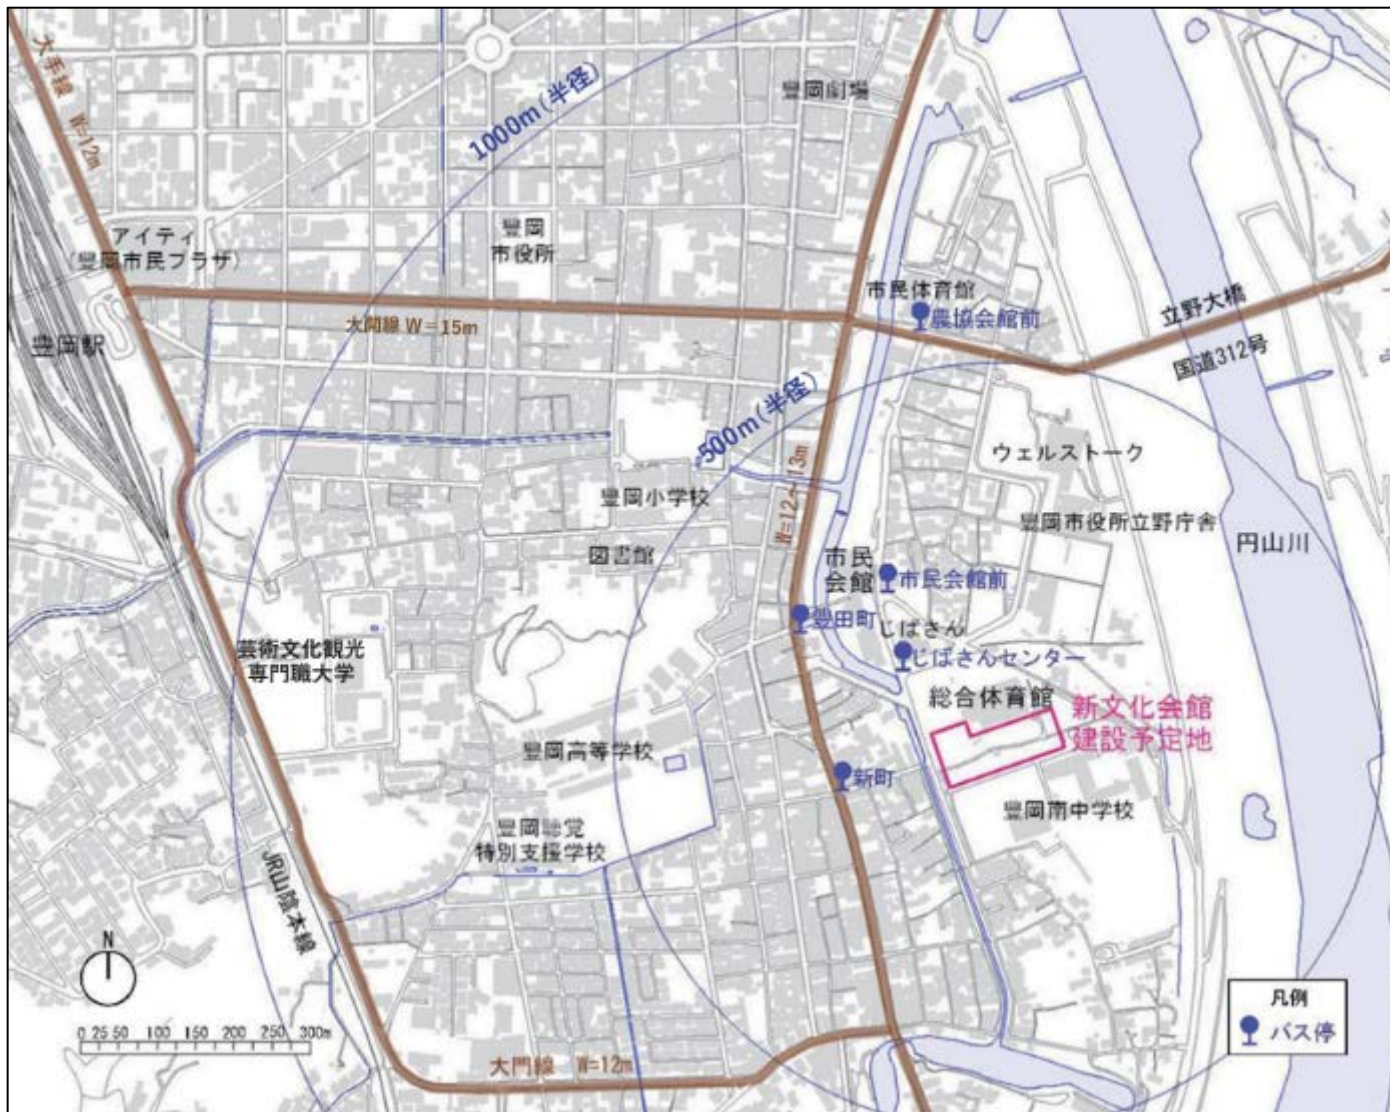 大手線 W=12m
1000m(半径)
豊岡劇場
豊岡
市役所
アイティ
(豊岡市民プラザ)
市民体育館
農協会館前
立野大橋
国道312号
大開線 W=15m
豊岡駅
500m(半径)
W=12~13m
ウェルストーク
豊岡小学校
豊岡市役所立野庁舎
図書館
円山川
市民
会館
市民会館前
豊田町
じばさん
じばさんセンター
芸術文化観光
専門職大学
総合体育館
新文化会館
建設予定地
豊岡高等学校
新町
豊岡南中学校
豊岡聴覚
特別支援学校
JR山陰本線
N
0 25 50 100 150 200 250 300m
大門線 W=12m
凡例
バス停